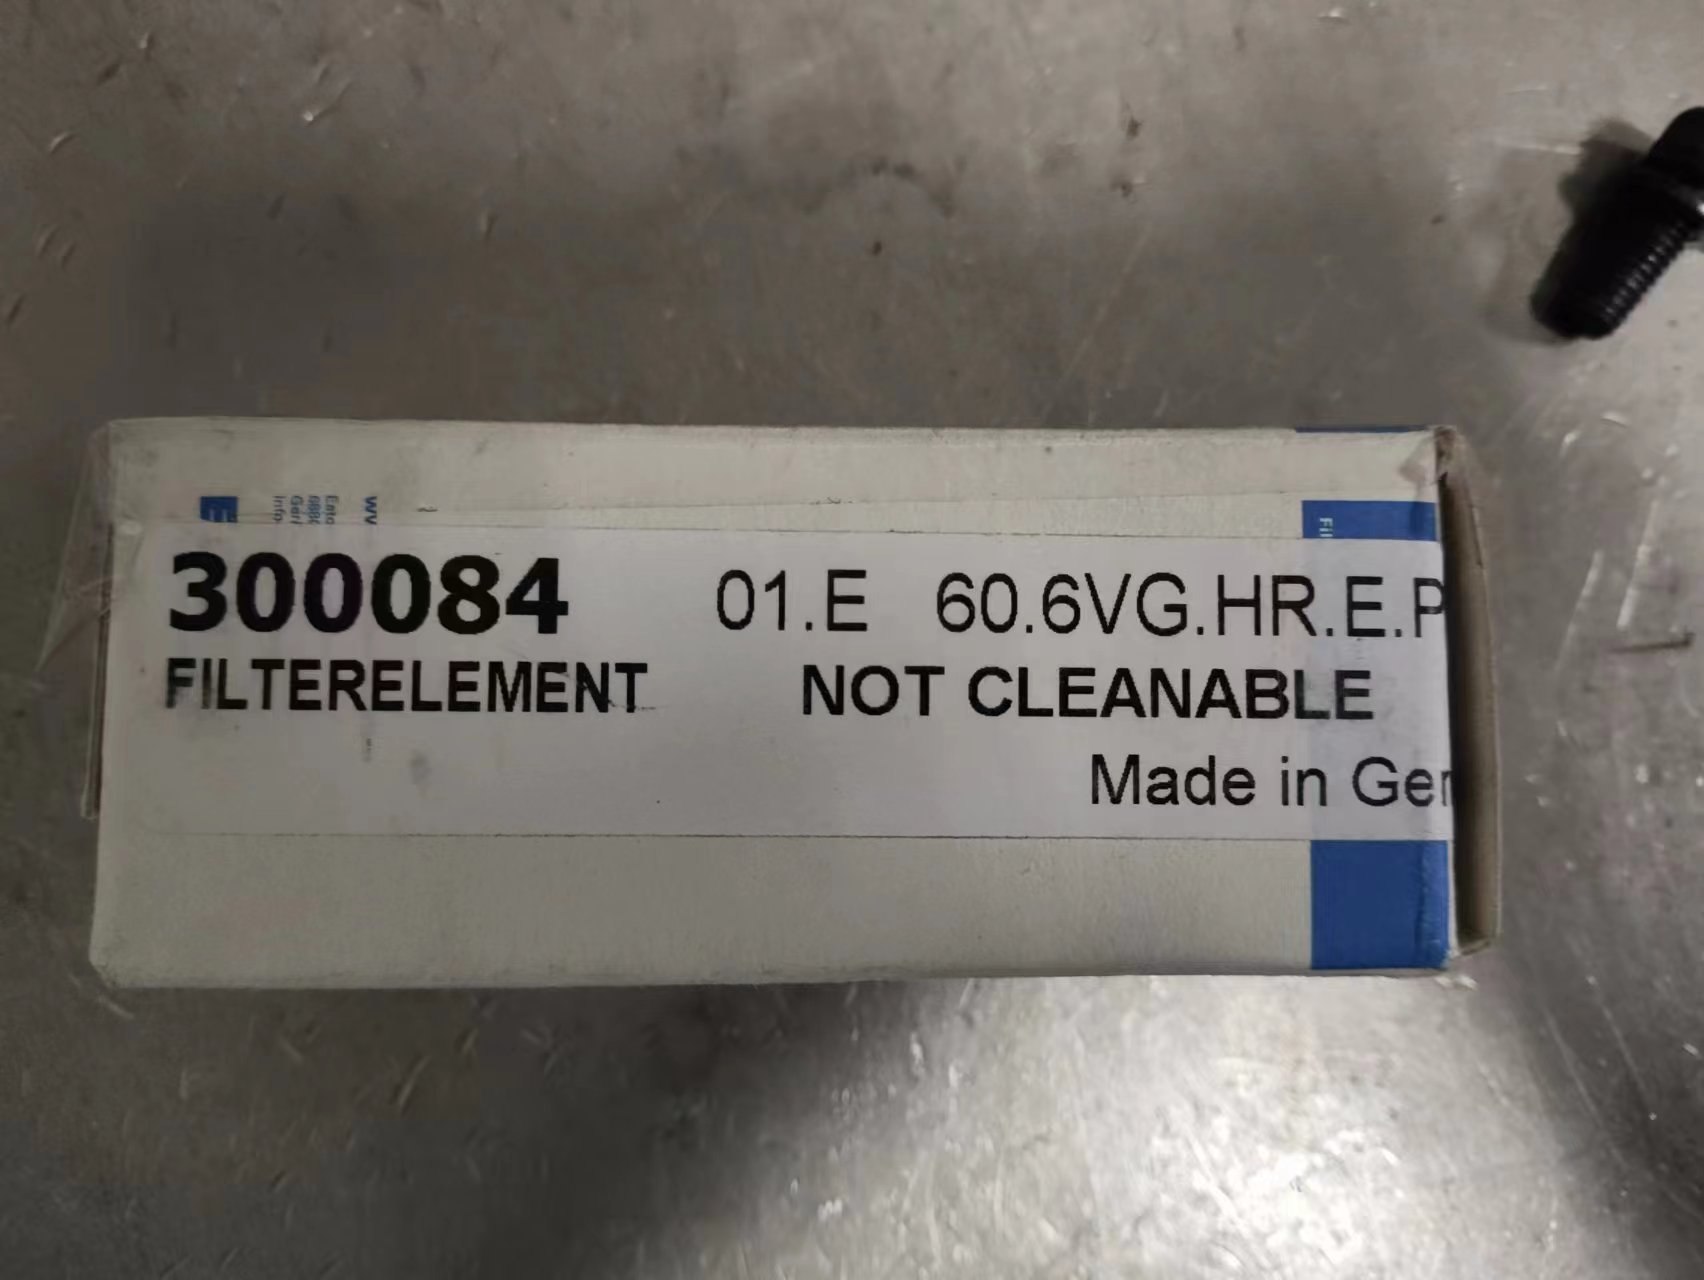 300084 01.E 60.6VG.HR.E.P
FILTERELEMENT NOT CLEANABLE
Made in Ger